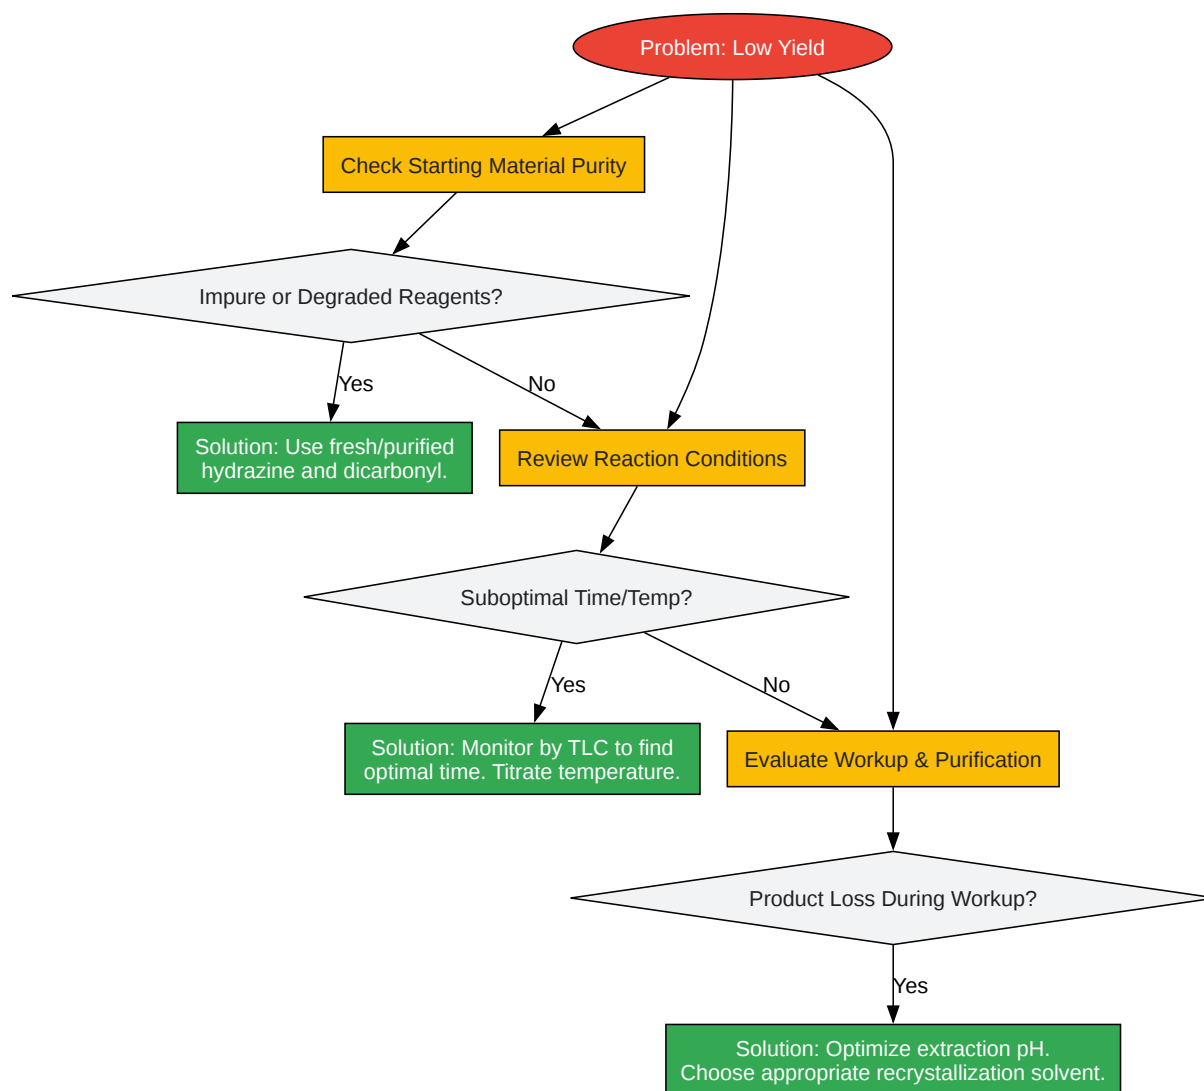 Problem: Low Yield
Check Starting Material Purity
Impure or Degraded Reagents?
Yes
No
Solution: Use fresh/purified
hydrazine and dicarbonyl.
Review Reaction Conditions
Suboptimal Time/Temp?
Yes
No
Solution: Monitor by TLC to find
optimal time. Titrate temperature.
Evaluate Workup & Purification
Product Loss During Workup?
Yes
Solution: Optimize extraction pH.
Choose appropriate recrystallization solvent.